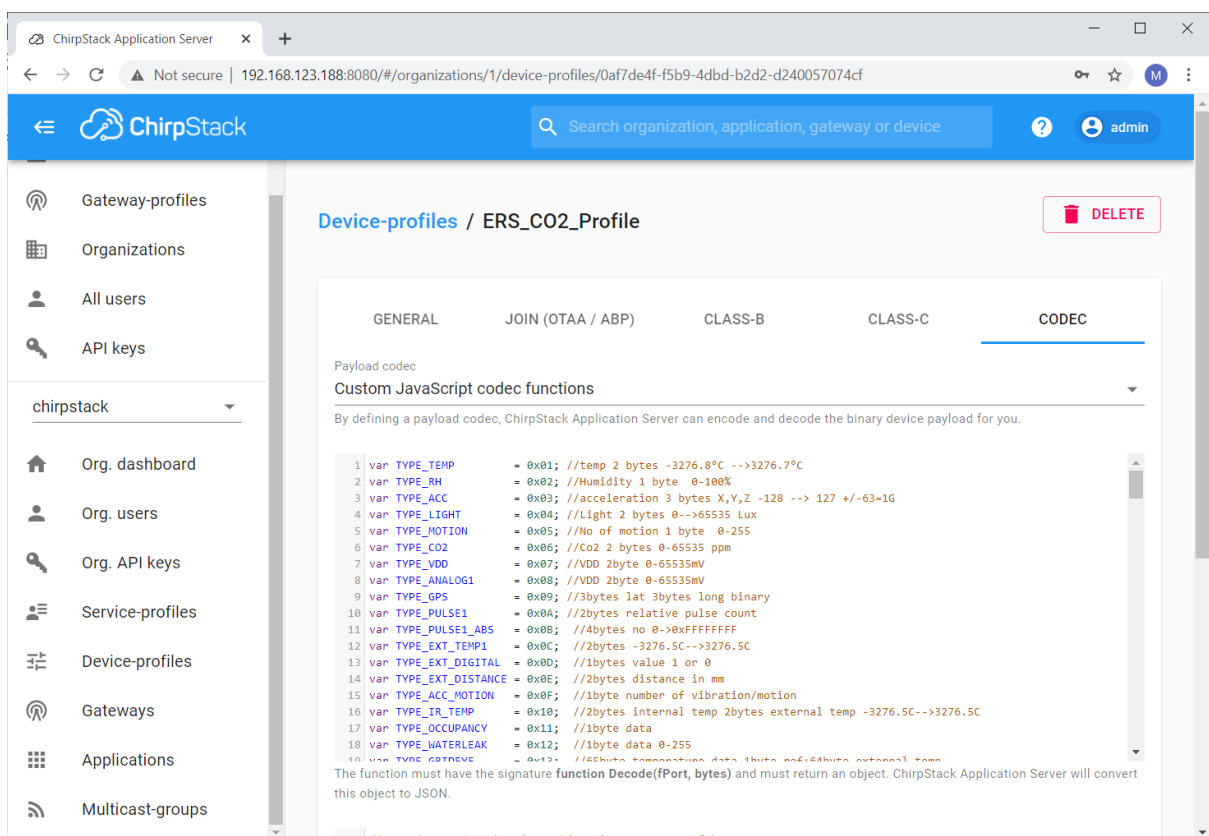 ChirpStack Application Server
Not secure | 192.168.123.188:8080/#/organizations/1/device-profiles/0af7de4f-f5b9-4dbd-b2d2-d240057074cf
M
ChirpStack
Search organization, application, gateway or device
? admin
Gateway-profiles
Organizations
All users
API keys
chirpstack
Org. dashboard
Org. users
Org. API keys
Service-profiles
Device-profiles
Gateways
Applications
Multicast-groups
Device-profiles / ERS_CO2_Profile
DELETE
GENERAL JOIN (OTAA / ABP) CLASS-B CLASS-C CODEC
Payload codec
Custom JavaScript codec functions
By defining a payload codec, ChirpStack Application Server can encode and decode the binary device payload for you.
1 var TYPE_TEMP = 0x01; //temp 2 bytes -3276.8°C -->3276.7°C
2 var TYPE_RH = 0x02; //Humidity 1 byte 0-100%
3 var TYPE_ACC = 0x03; //acceleration 3 bytes X,Y,Z -128 --> 127 +/-63=1G
4 var TYPE_LIGHT = 0x04; //Light 2 bytes 0-->65535 Lux
5 var TYPE_MOTION = 0x05; //No of motion 1 byte 0-255
6 var TYPE_CO2 = 0x06; //Co2 2 bytes 0-65535 ppm
7 var TYPE_VDD = 0x07; //VDD 2byte 0-65535mV
8 var TYPE_ANALOG1 = 0x08; //VDD 2byte 0-65535mV
9 var TYPE_GPS = 0x09; //3bytes lat 3bytes long binary
10 var TYPE_PULSE1 = 0x0A; //2bytes relative pulse count
11 var TYPE_PULSE1_ABS = 0x0B; //4bytes no 0->0xFFFFFFFF
12 var TYPE_EXT_TEMP1 = 0x0C; //2bytes -3276.5C-->3276.5C
13 var TYPE_EXT_DIGITAL = 0x0D; //1bytes value 1 or 0
14 var TYPE_EXT_DISTANCE = 0x0E; //2bytes distance in mm
15 var TYPE_ACC_MOTION = 0x0F; //1byte number of vibration/motion
16 var TYPE_IR_TEMP = 0x10; //2bytes internal temp 2bytes external temp -3276.5C-->3276.5C
17 var TYPE_OCCUPANCY = 0x11; //1byte data
18 var TYPE_WATERLEAK = 0x12; //1byte data 0-255
19 var TYPE_GRIDEYE = 0x13; //65byte temperature data 1byte ref+64byte external temp
The function must have the signature function Decode(fPort, bytes) and must return an object. ChirpStack Application Server will convert
this object to JSON.